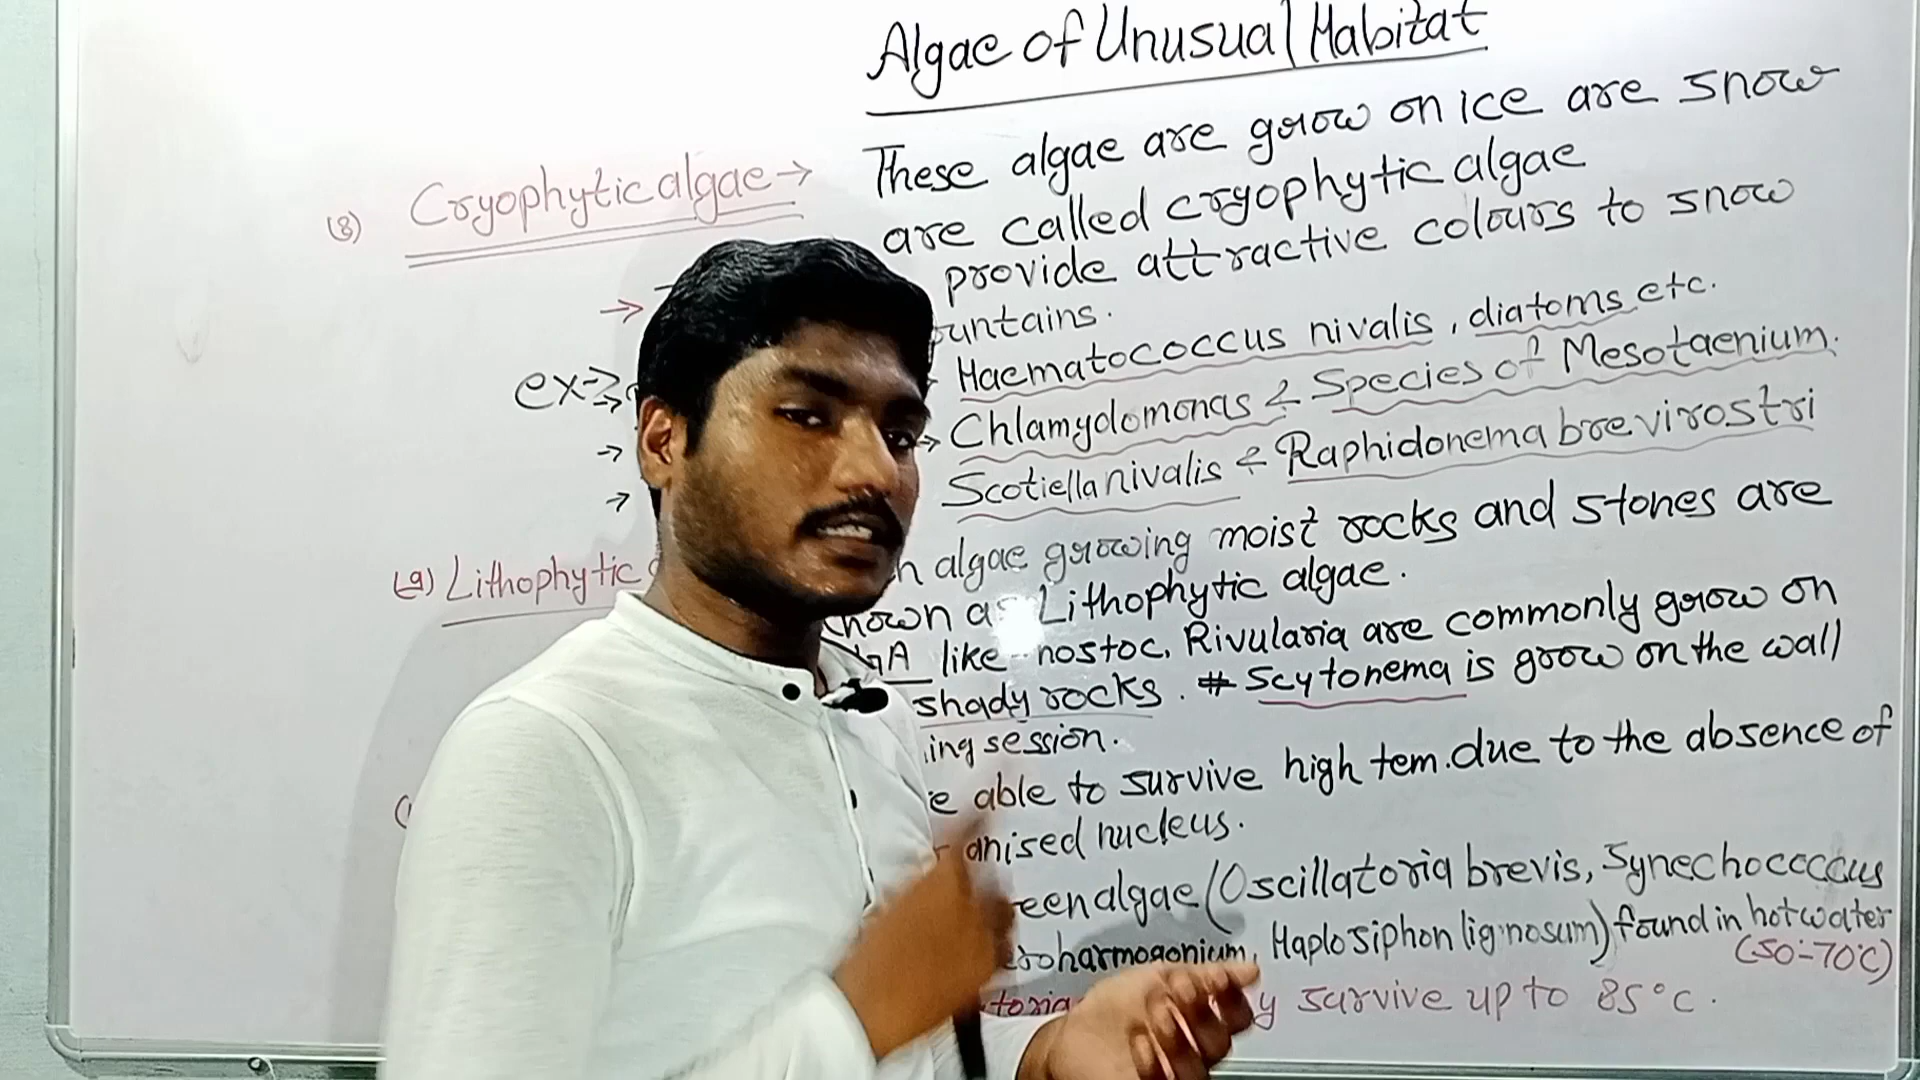 Algae of Unusual Habitat
(8) Cryophytic algae → These algae are grow on ice are snow
are called cryophytic algae
→ provide attractive colours to snow
untains.
ex→ Haematococcus nivalis, diatoms etc.
→ Chlamydomonas & Species of Mesotaenium.
→ Scotiella nivalis & Raphidonema brevirostri
(9) Lithophytic algae growing moist rocks and stones are
known as Lithophytic algae.
like nostoc, Rivularia are commonly grow on
shady rocks. # Scytonema is grow on the wall
ing session.
able to survive high tem. due to the absence of
anised nucleus.
een algae (Oscillatoria brevis, Synechococcus
Haplosiphon lignosum) found in hot water
(50-70°C)
toria y survive up to 85°C.